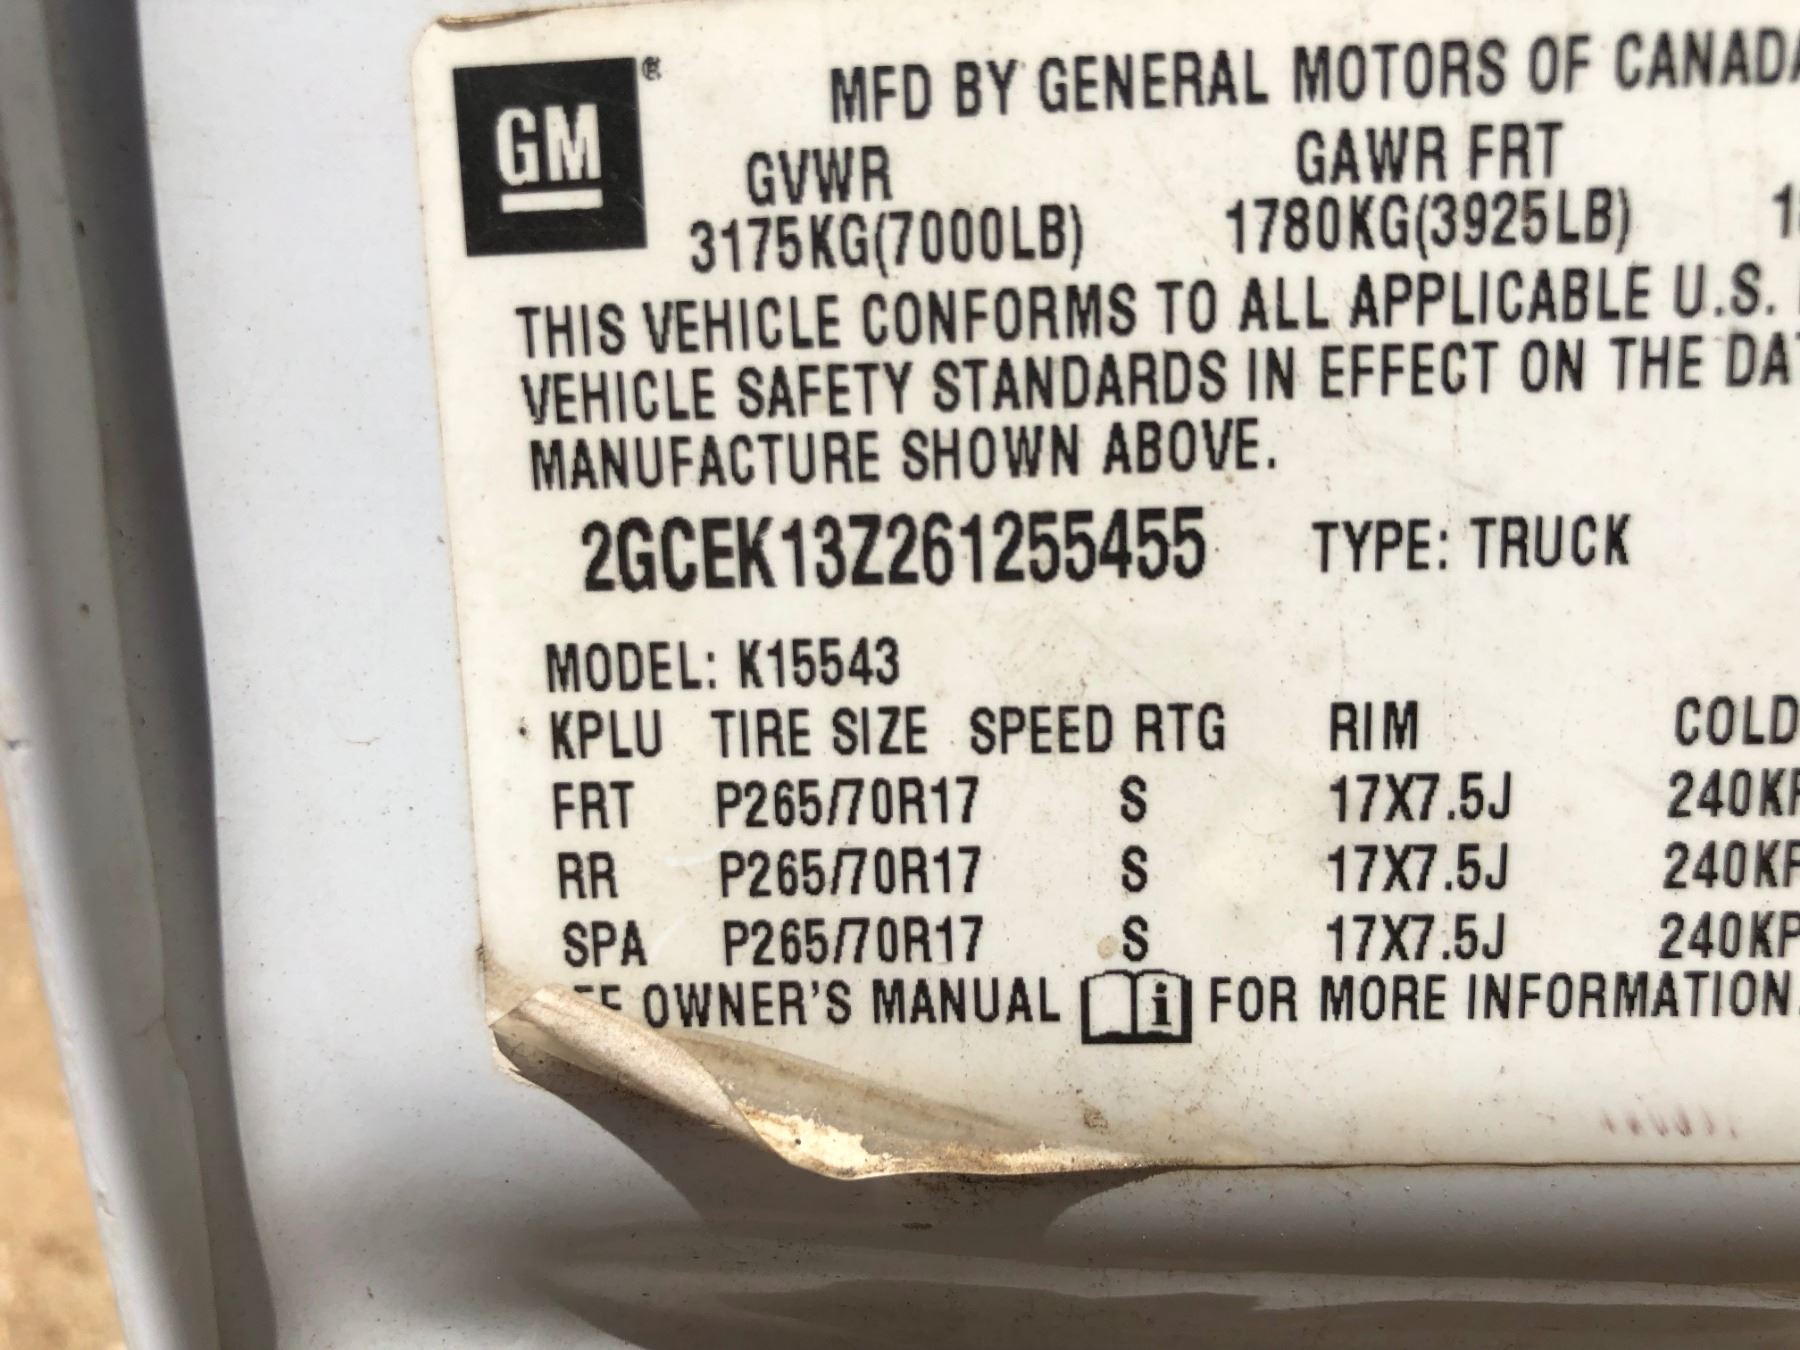 GM®
MFD BY GENERAL MOTORS OF CANADA
GVWR GAWR FRT
3175KG(7000LB) 1780KG(3925LB)
THIS VEHICLE CONFORMS TO ALL APPLICABLE U.S.
VEHICLE SAFETY STANDARDS IN EFFECT ON THE
MANUFACTURE SHOWN ABOVE.
2GCEK13Z261255455 TYPE: TRUCK
MODEL: K15543
KPLU TIRE SIZE SPEED RTG RIM COLD
FRT P265/70R17 S 17X7.5J
RR P265/70R17 S 17X7.5J
SPA P265/70R17 S 17X7.5J
OWNER'S MANUAL i FOR MORE INFORMATION.